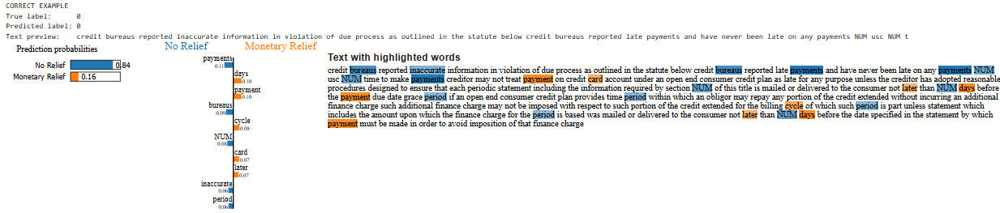 CORRECT EXAMPLE
True label: 0
Predicted label: 0
Text preview: credit bureaus reported inaccurate information in violation of due process as outlined in the statute below credit bureaus reported late payments and have never been late on any payments NUM usc NUM t
Prediction probabilities
No Relief 0.84
Monetary Relief 0.16
No Relief Monetary Relief
payments
0.11
days
0.10
payment
0.10
bureaus
0.09
cycle
0.08
NUM
0.08
card
0.07
later
0.07
inaccurate
0.06
period
0.06
Text with highlighted words
credit bureaus reported inaccurate information in violation of due process as outlined in the statute below credit bureaus reported late payments and have never been late on any payments NUM
usc NUM time to make payments creditor may not treat payment on credit card account under an open end consumer credit plan as late for any purpose unless the creditor has adopted reasonable
procedures designed to ensure that each periodic statement including the information required by section NUM of this title is mailed or delivered to the consumer not later than NUM days before
the payment due date grace period if an open end consumer credit plan provides time period within which an obligor may repay any portion of the credit extended without incurring an additional
finance charge such additional finance charge may not be imposed with respect to such portion of the credit extended for the billing cycle of which such period is part unless statement which
includes the amount upon which the finance charge for the period is based was mailed or delivered to the consumer not later than NUM days before the date specified in the statement by which
payment must be made in order to avoid imposition of that finance charge